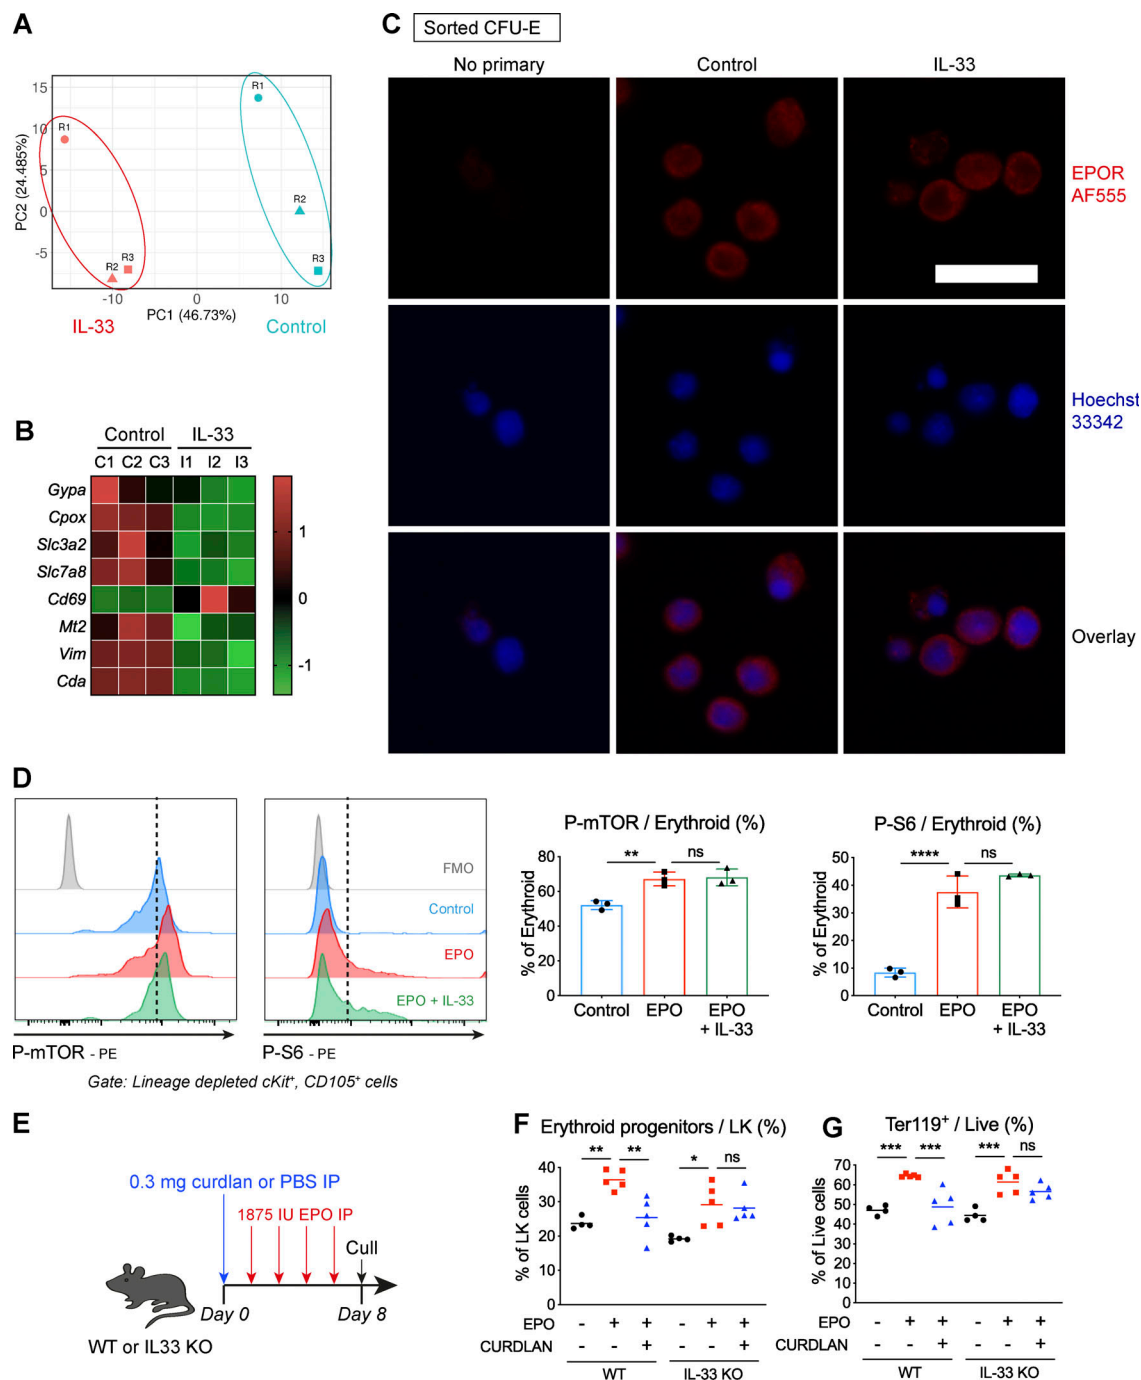 A
15
10
5
0
-5
PC2 (24.485%)
R1
R2
R3
R1
R2
R3
-10
0
10
PC1 (46.73%)
IL-33
Control
B
Control
IL-33
C1 C2 C3 I1 I2 I3
Gypa
Cpox
Slc3a2
Slc7a8
Cd69
Mt2
Vim
Cda
1
0
-1
C
Sorted CFU-E
No primary
Control
IL-33
EPOR
AF555
Hoechst
33342
Overlay
D
FMO
Control
EPO
EPO + IL-33
P-mTOR - PE
P-S6 - PE
Gate: Lineage depleted cKit⁺, CD105⁺ cells
P-mTOR / Erythroid (%)
% of Erythroid
80
60
40
20
0
** ns
Control EPO EPO
+ IL-33
P-S6 / Erythroid (%)
% of Erythroid
50
40
30
20
10
0
**** ns
Control EPO EPO
+ IL-33
E
0.3 mg curdlan or PBS IP
1875 IU EPO IP
Cull
Day 0
Day 8
WT or IL33 KO
F
Erythroid progenitors / LK (%)
% of LK cells
40
30
20
10
0
** ** * ns
EPO - + + - + +
CURDLAN - - + - - +
WT IL-33 KO
G
Ter119⁺ / Live (%)
% of Live cells
70
60
50
40
30
20
10
0
*** *** *** ns
EPO - + + - + +
CURDLAN - - + - - +
WT IL-33 KO